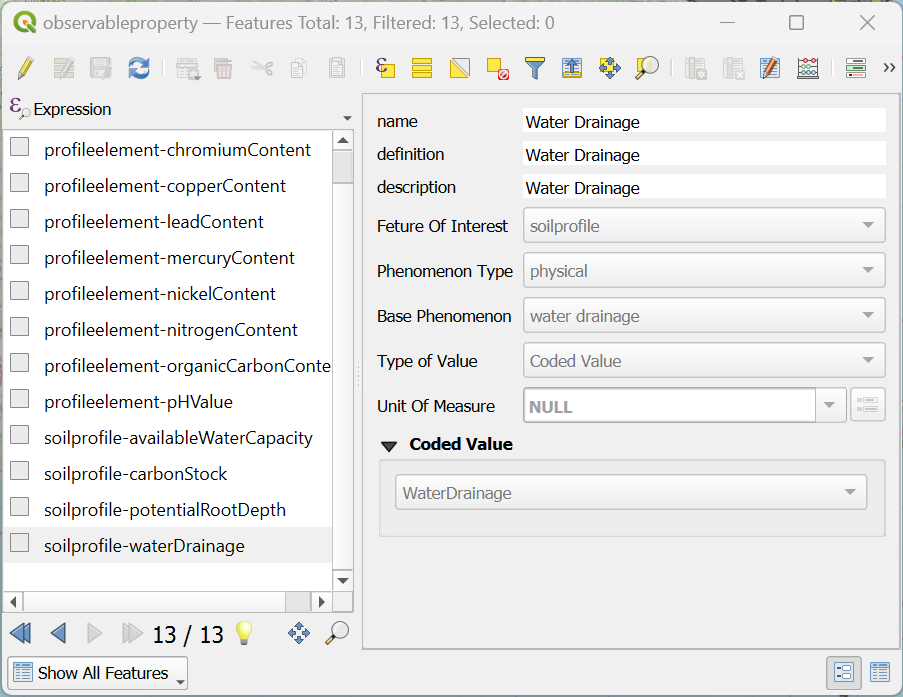 observableproperty — Features Total: 13, Filtered: 13, Selected: 0
Expression
profileelement-chromiumContent
profileelement-copperContent
profileelement-leadContent
profileelement-mercuryContent
profileelement-nickelContent
profileelement-nitrogenContent
profileelement-organicCarbonConte
profileelement-pHValue
soilprofile-availableWaterCapacity
soilprofile-carbonStock
soilprofile-potentialRootDepth
soilprofile-waterDrainage
13 / 13
Show All Features
name Water Drainage
definition Water Drainage
description Water Drainage
Feture Of Interest soilprofile
Phenomenon Type physical
Base Phenomenon water drainage
Type of Value Coded Value
Unit Of Measure NULL
Coded Value
WaterDrainage